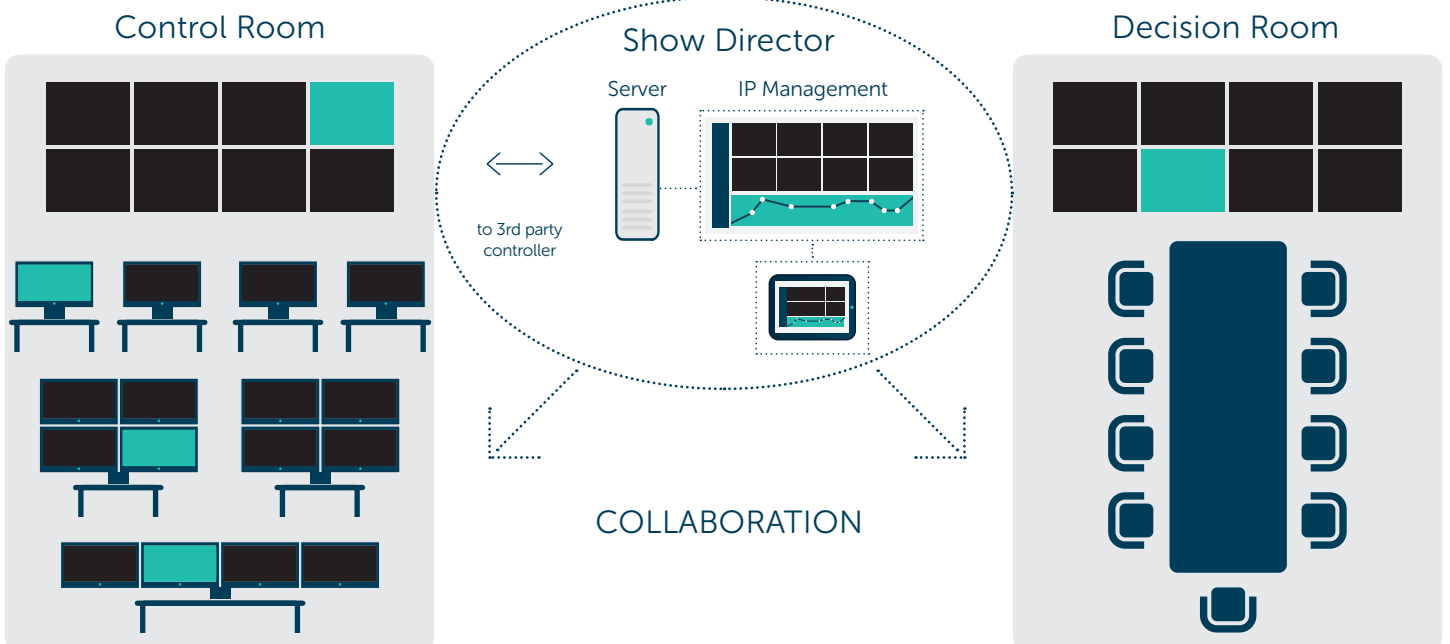 Control Room
Show Director
Decision Room
Server
IP Management
to 3rd party
controller
COLLABORATION